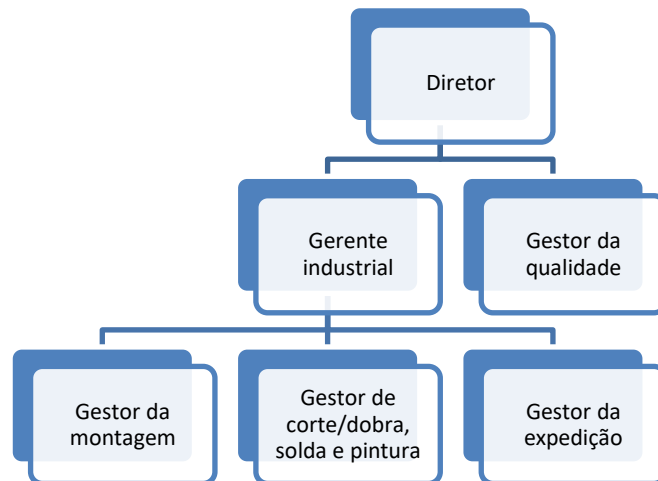 Diretor
Gerente
industrial
Gestor da
qualidade
Gestor da
montagem
Gestor de
corte/dobra,
solda e pintura
Gestor da
expedição